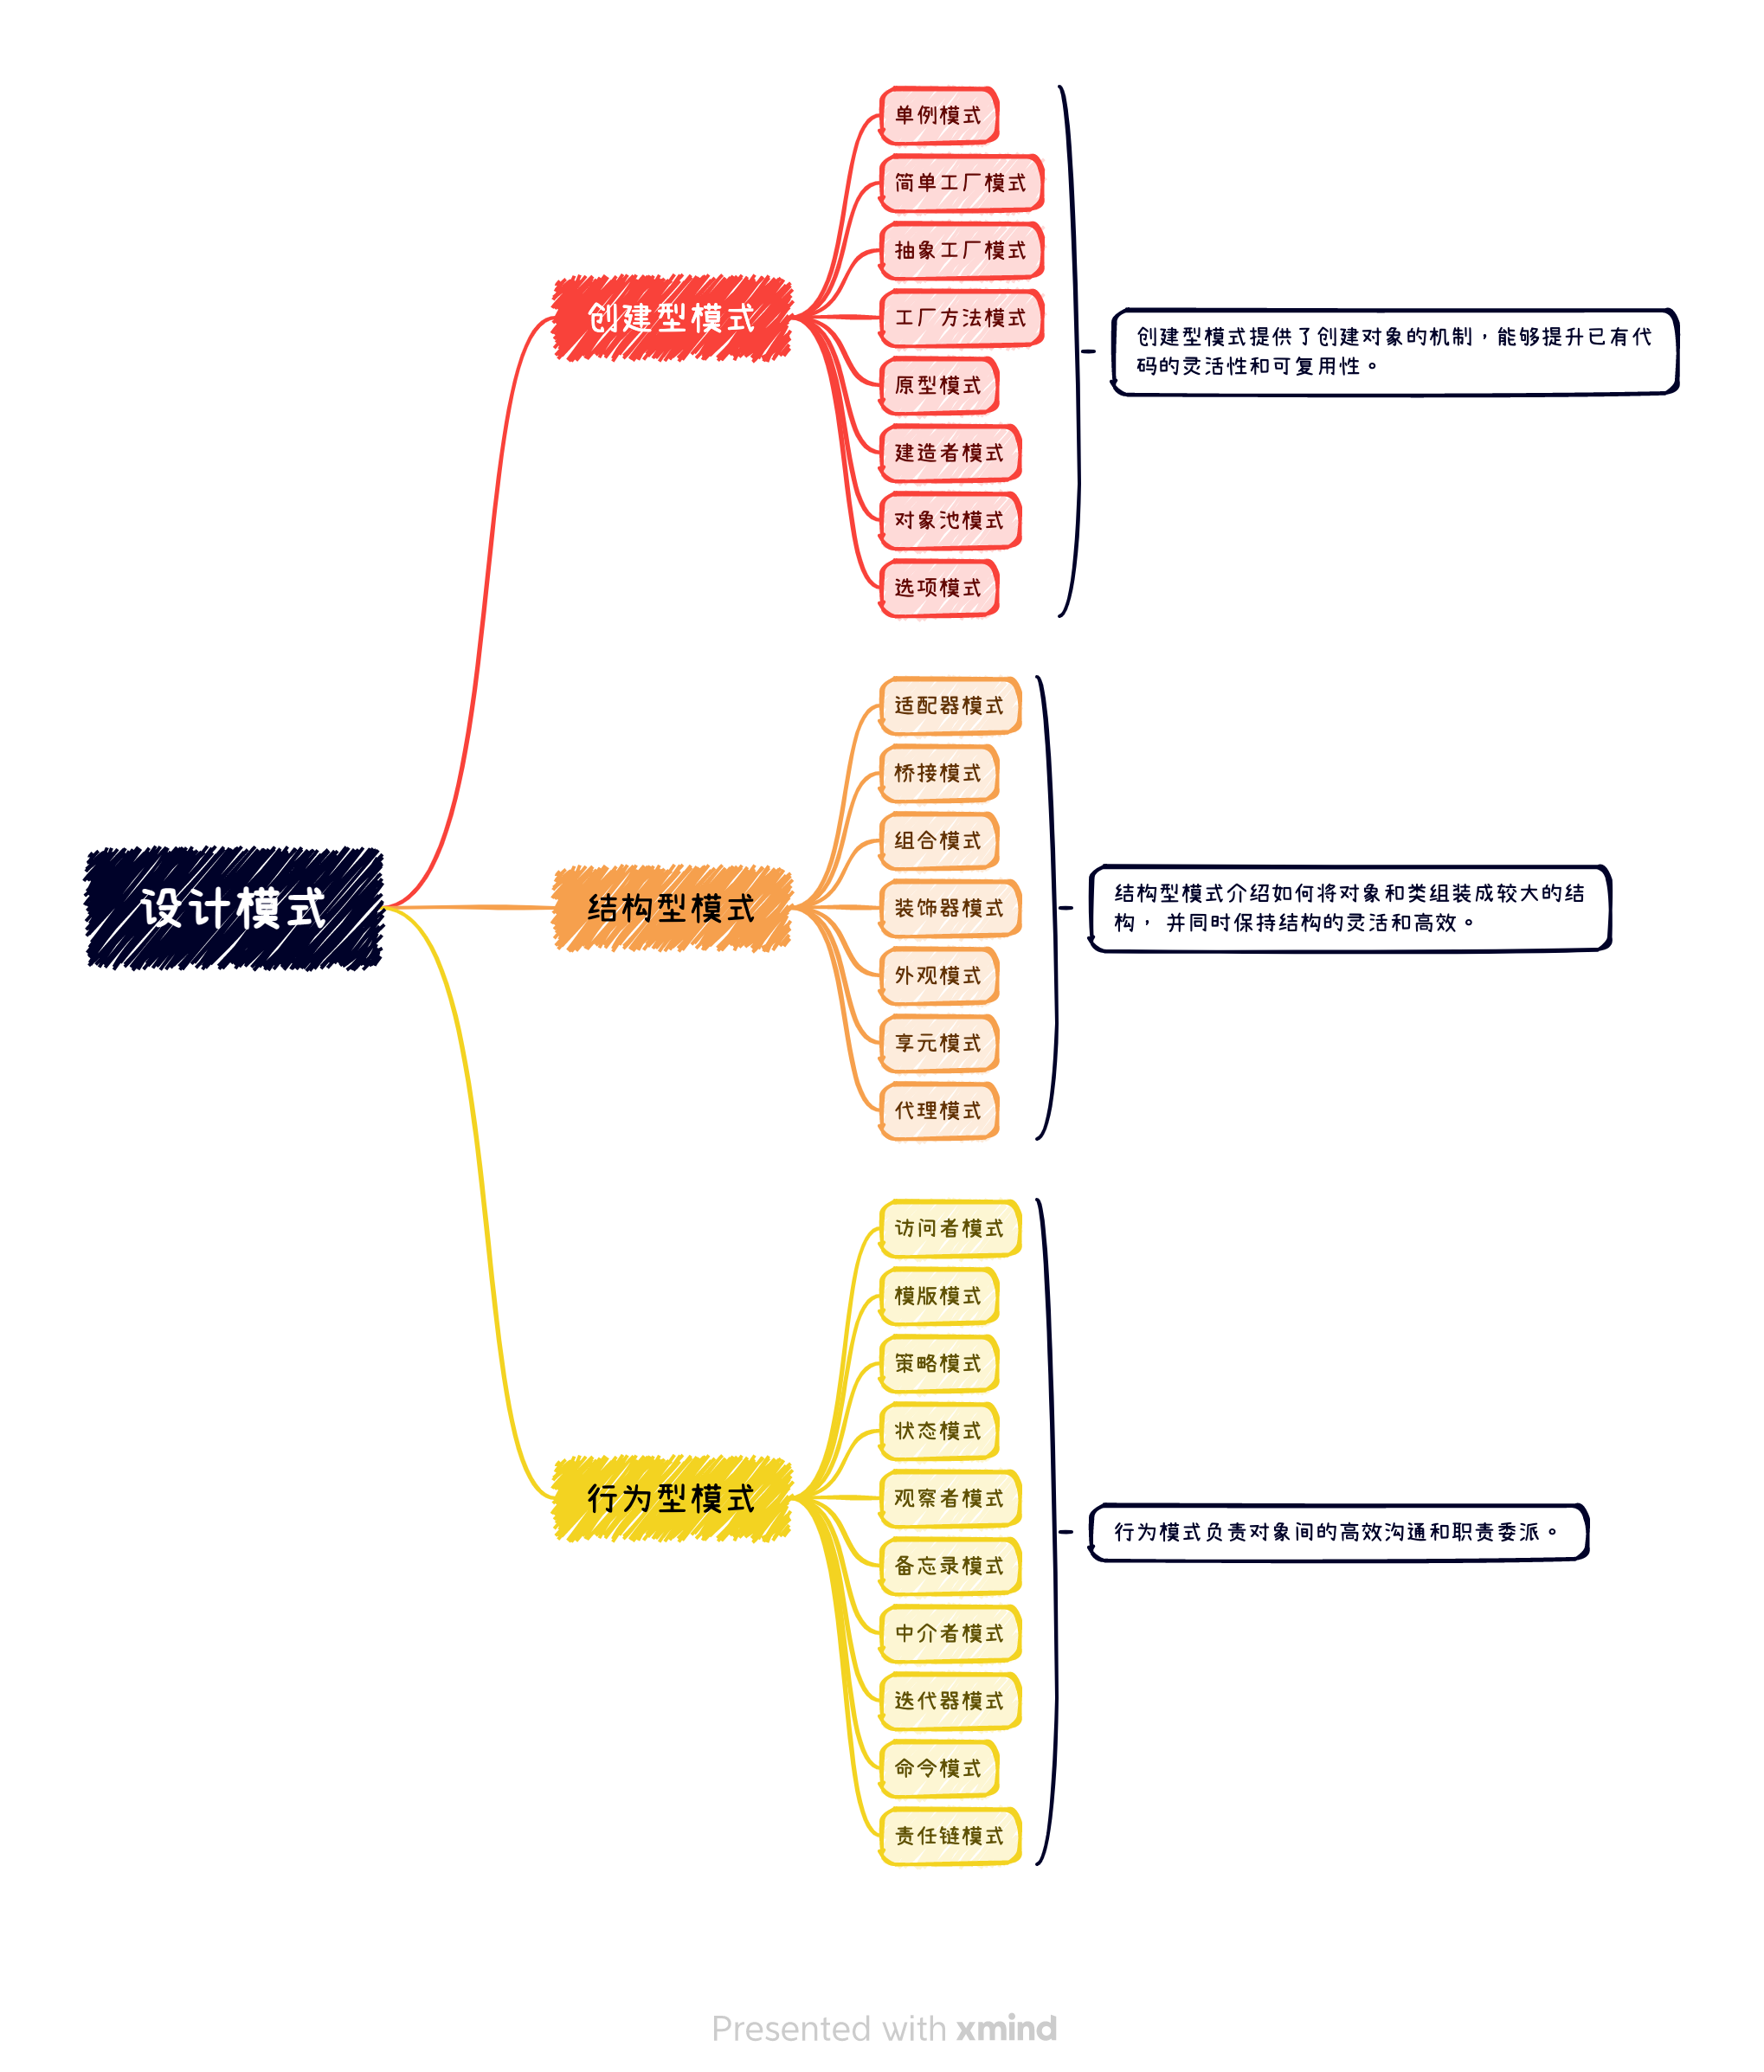 设计模式
创建型模式
单例模式
简单工厂模式
抽象工厂模式
工厂方法模式
原型模式
建造者模式
对象池模式
选项模式
创建型模式提供了创建对象的机制，能够提升已有代
码的灵活性和可复用性。
结构型模式
适配器模式
桥接模式
组合模式
装饰器模式
外观模式
享元模式
代理模式
结构型模式介绍如何将对象和类组装成较大的结
构， 并同时保持结构的灵活和高效。
行为型模式
访问者模式
模版模式
策略模式
状态模式
观察者模式
备忘录模式
中介者模式
迭代器模式
命令模式
责任链模式
行为模式负责对象间的高效沟通和职责委派。
Presented with xmind